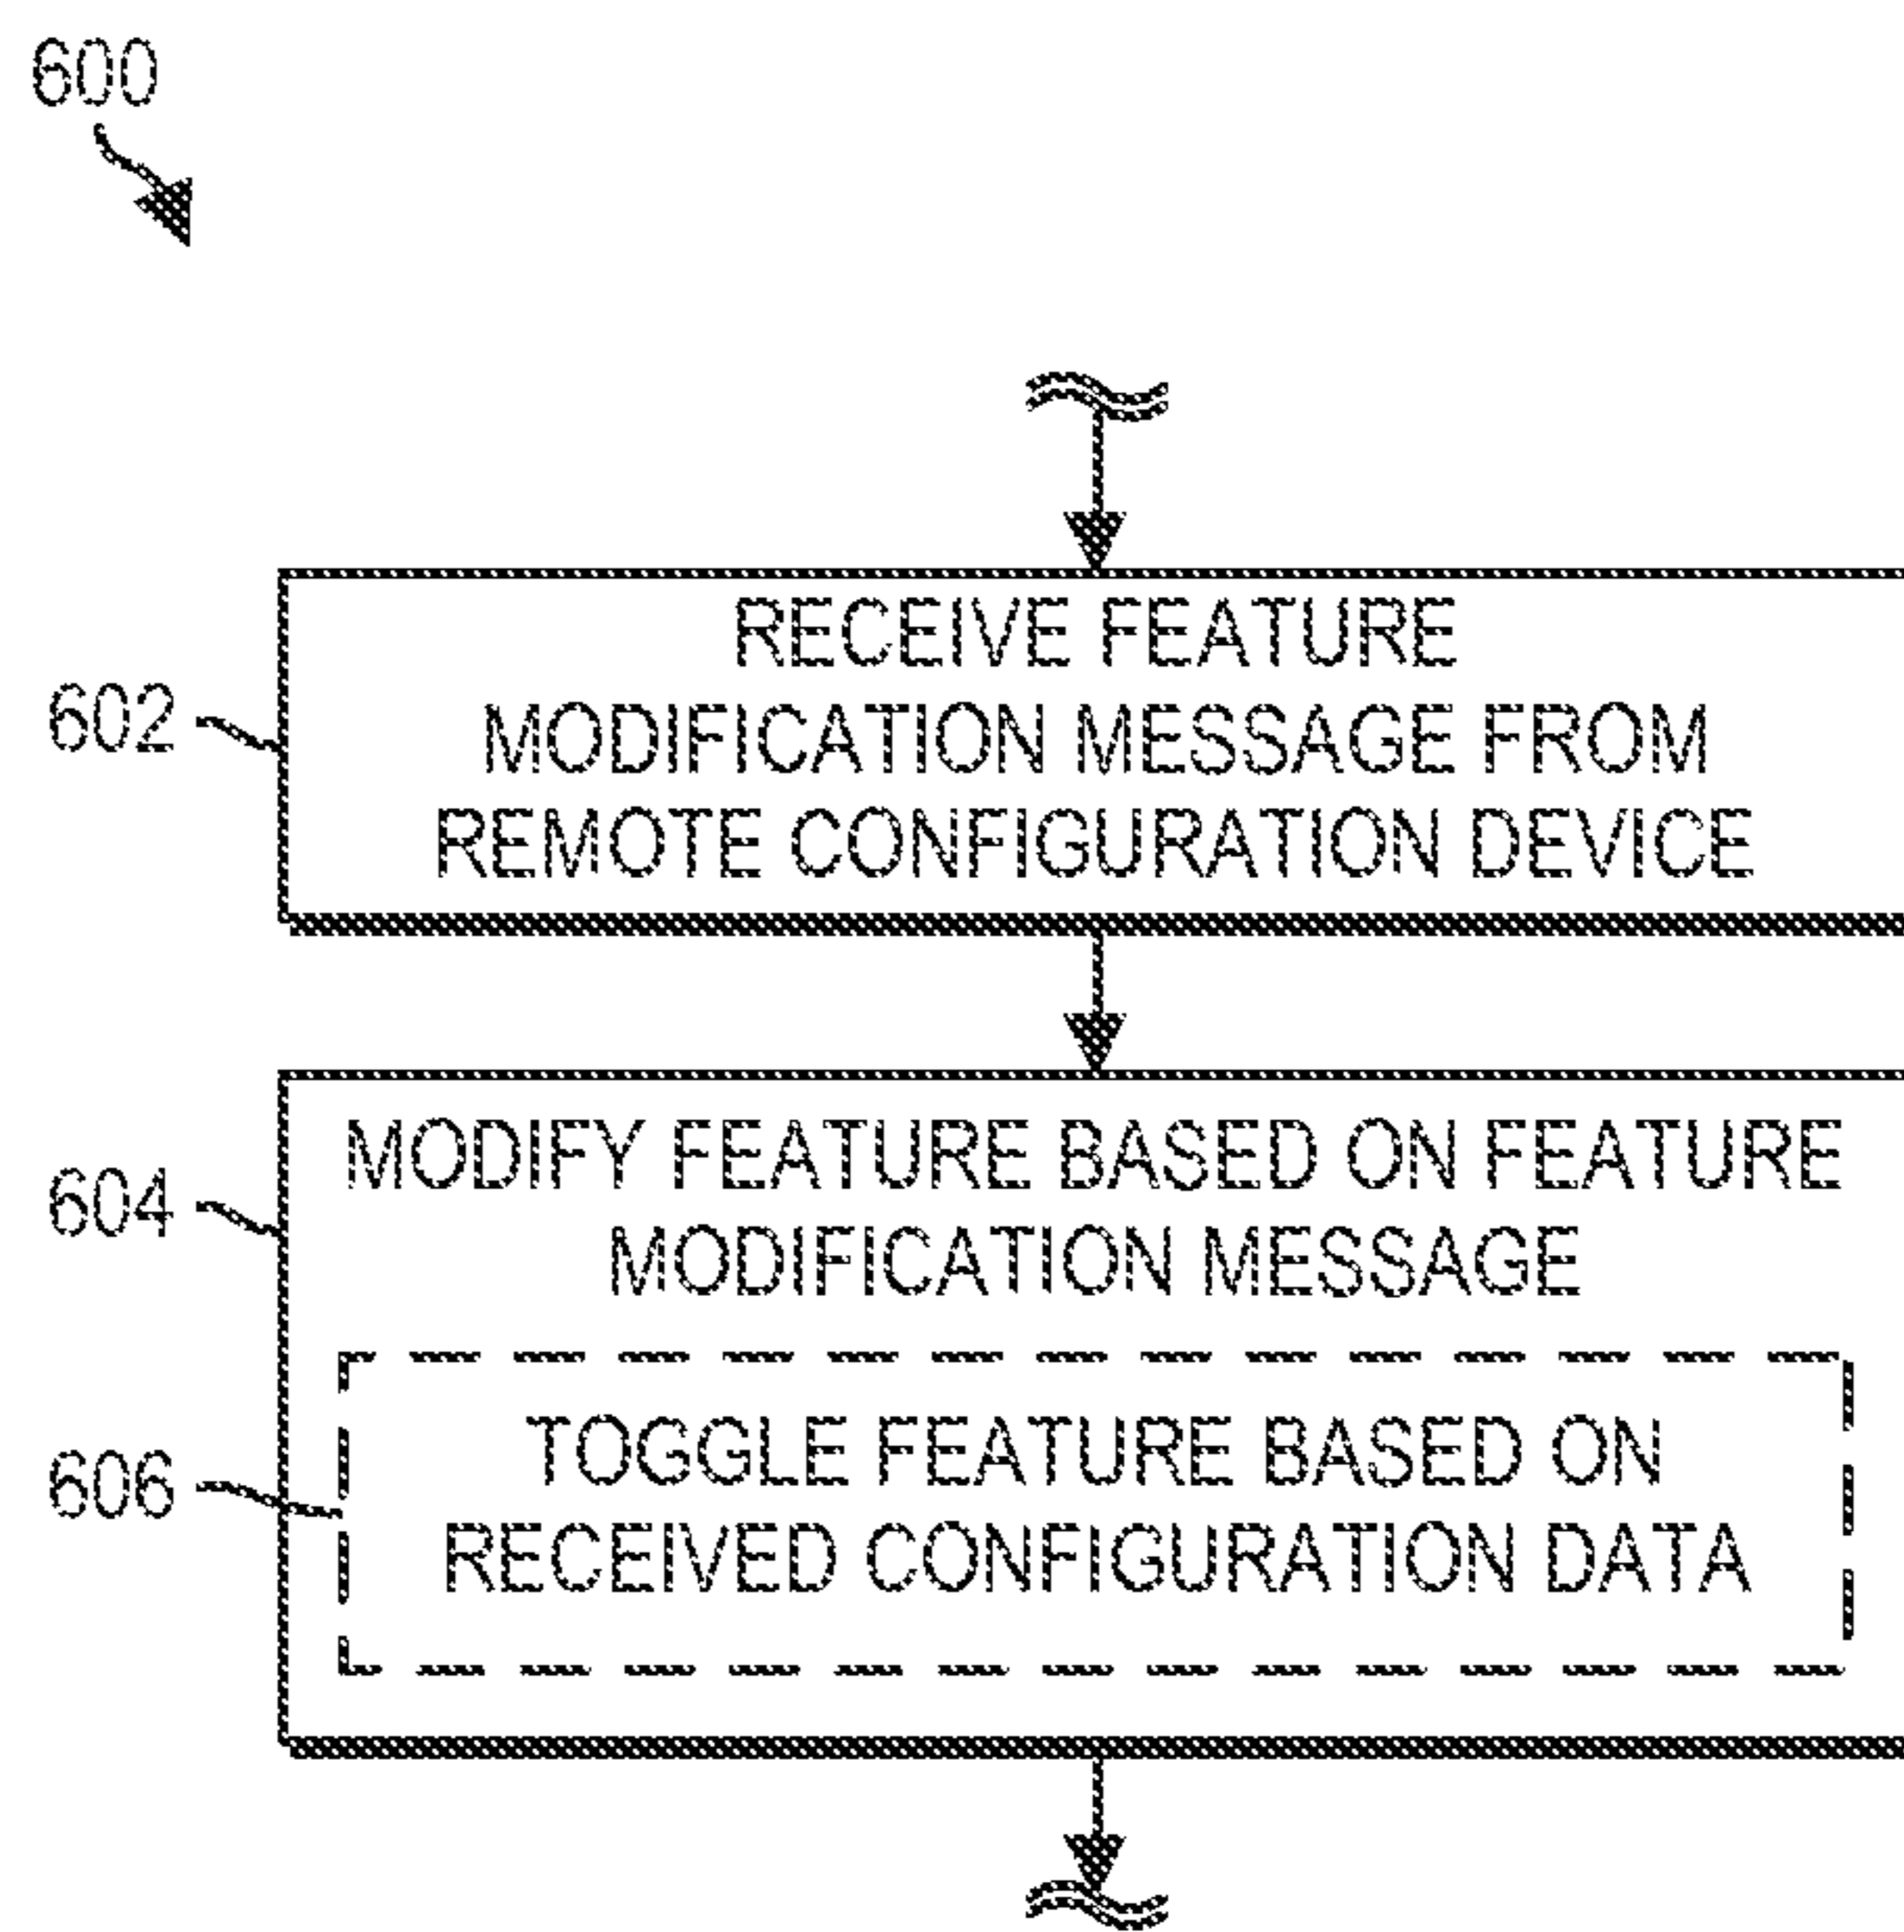 600
602
RECEIVE FEATURE
MODIFICATION MESSAGE FROM
REMOTE CONFIGURATION DEVICE
604
MODIFY FEATURE BASED ON FEATURE
MODIFICATION MESSAGE
606
TOGGLE FEATURE BASED ON
RECEIVED CONFIGURATION DATA